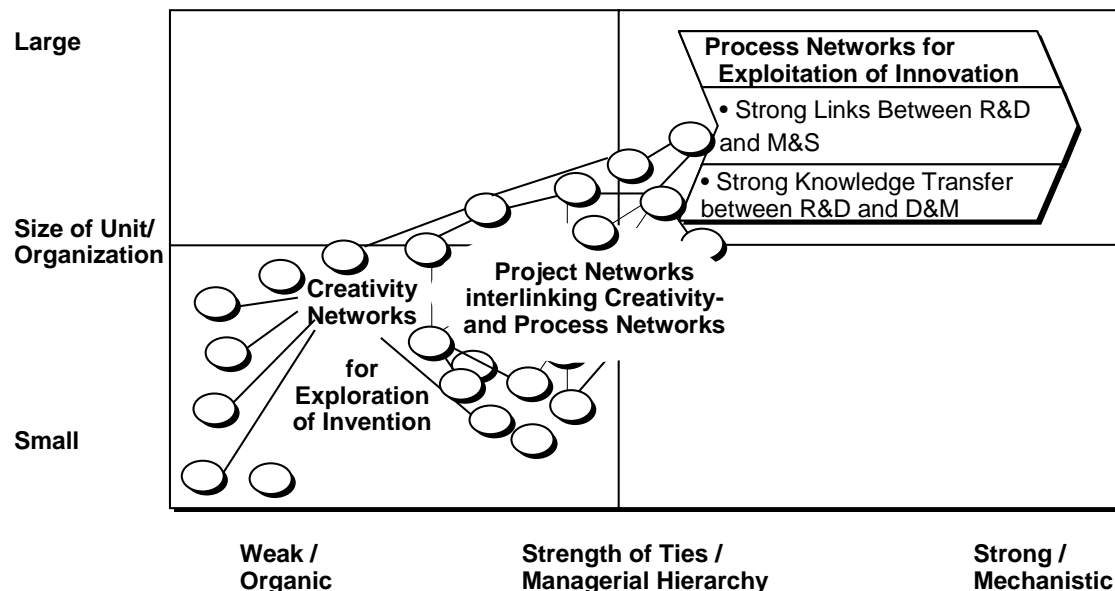 Large
Process Networks for
Exploitation of Innovation
• Strong Links Between R&D
and M&S
• Strong Knowledge Transfer
between R&D and D&M
Size of Unit/
Organization
Creativity
Networks
for
Exploration
of Invention
Project Networks
interlinking Creativity-
and Process Networks
Small
Weak /
Organic
Strength of Ties /
Managerial Hierarchy
Strong /
Mechanistic